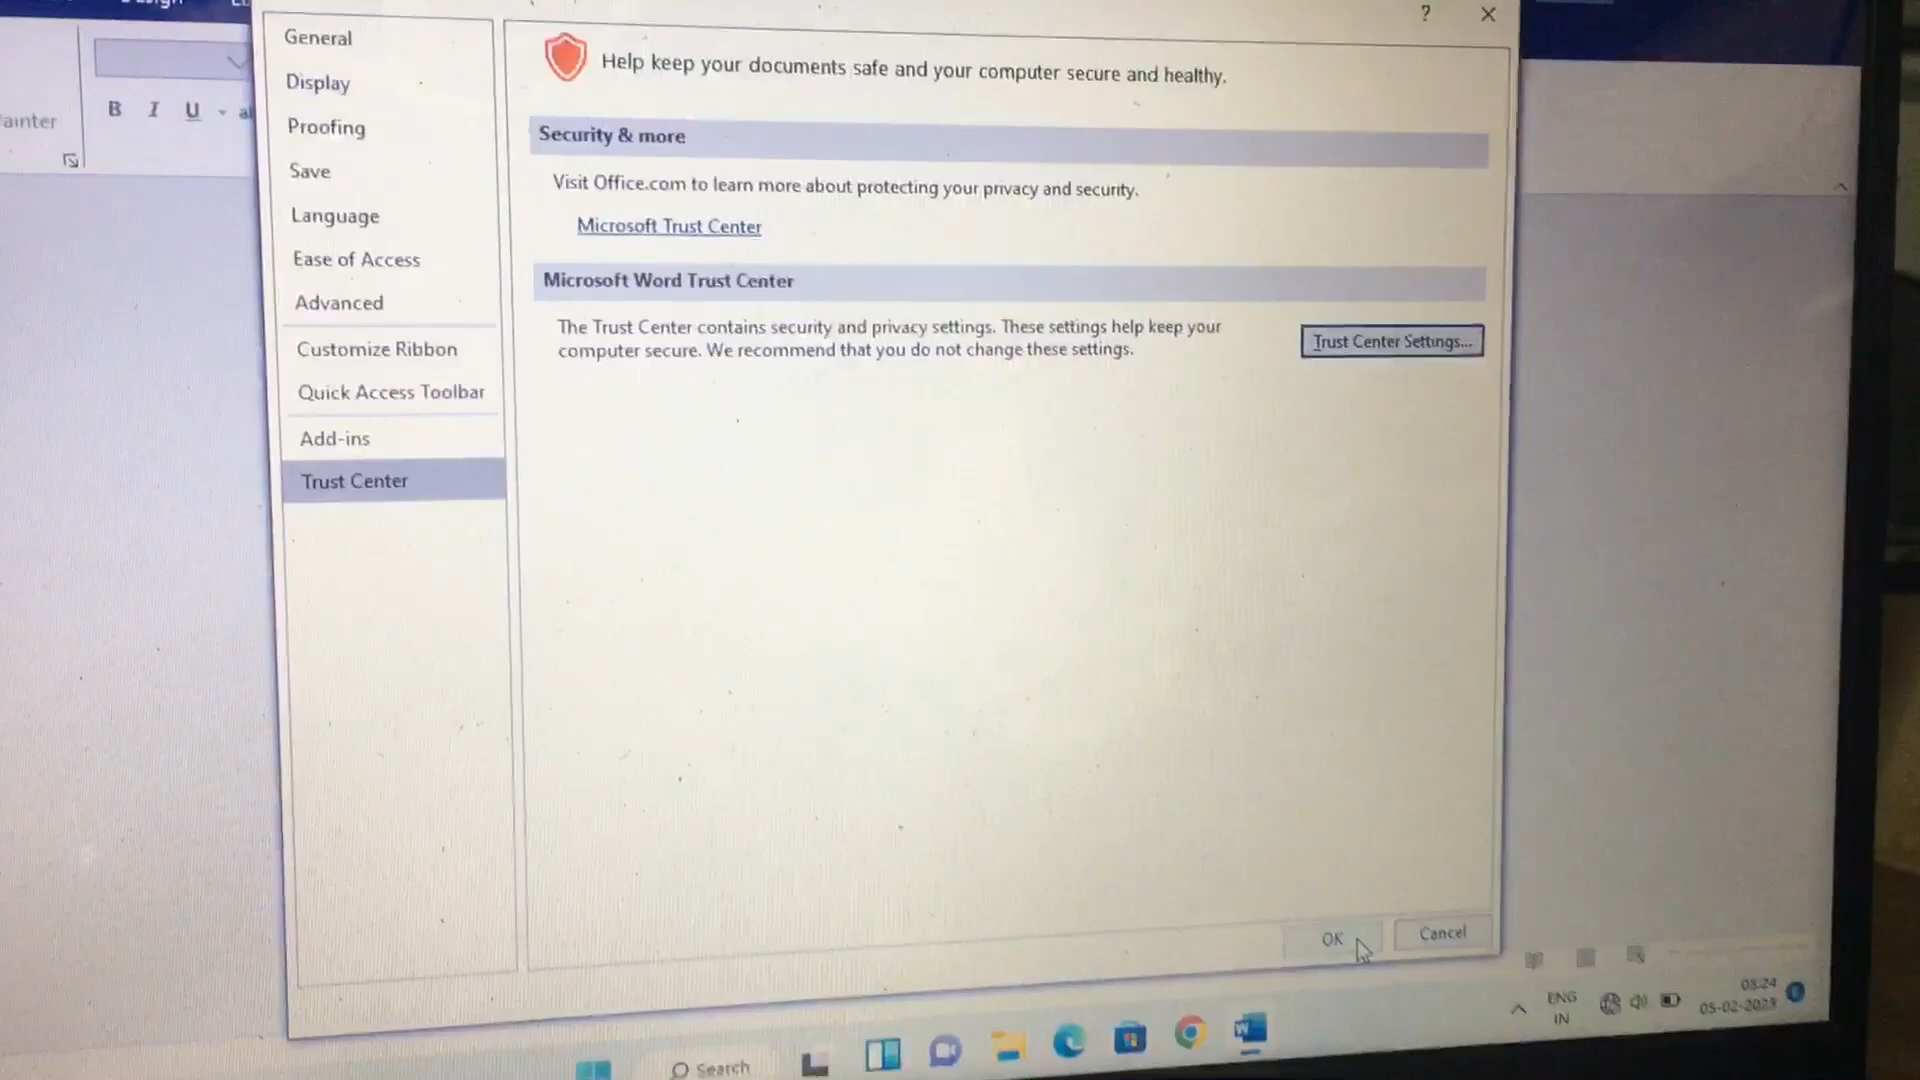 General
Display
Proofing
Save
Language
Ease of Access
Advanced
Customize Ribbon
Quick Access Toolbar
Add-ins
Trust Center
? ×
Help keep your documents safe and your computer secure and healthy.
Security & more
Visit Office.com to learn more about protecting your privacy and security.
Microsoft Trust Center
Microsoft Word Trust Center
The Trust Center contains security and privacy settings. These settings help keep your
computer secure. We recommend that you do not change these settings.
Trust Center Settings...
OK
Cancel
ainter
B I U
Search
ENG
IN
05-02-2023